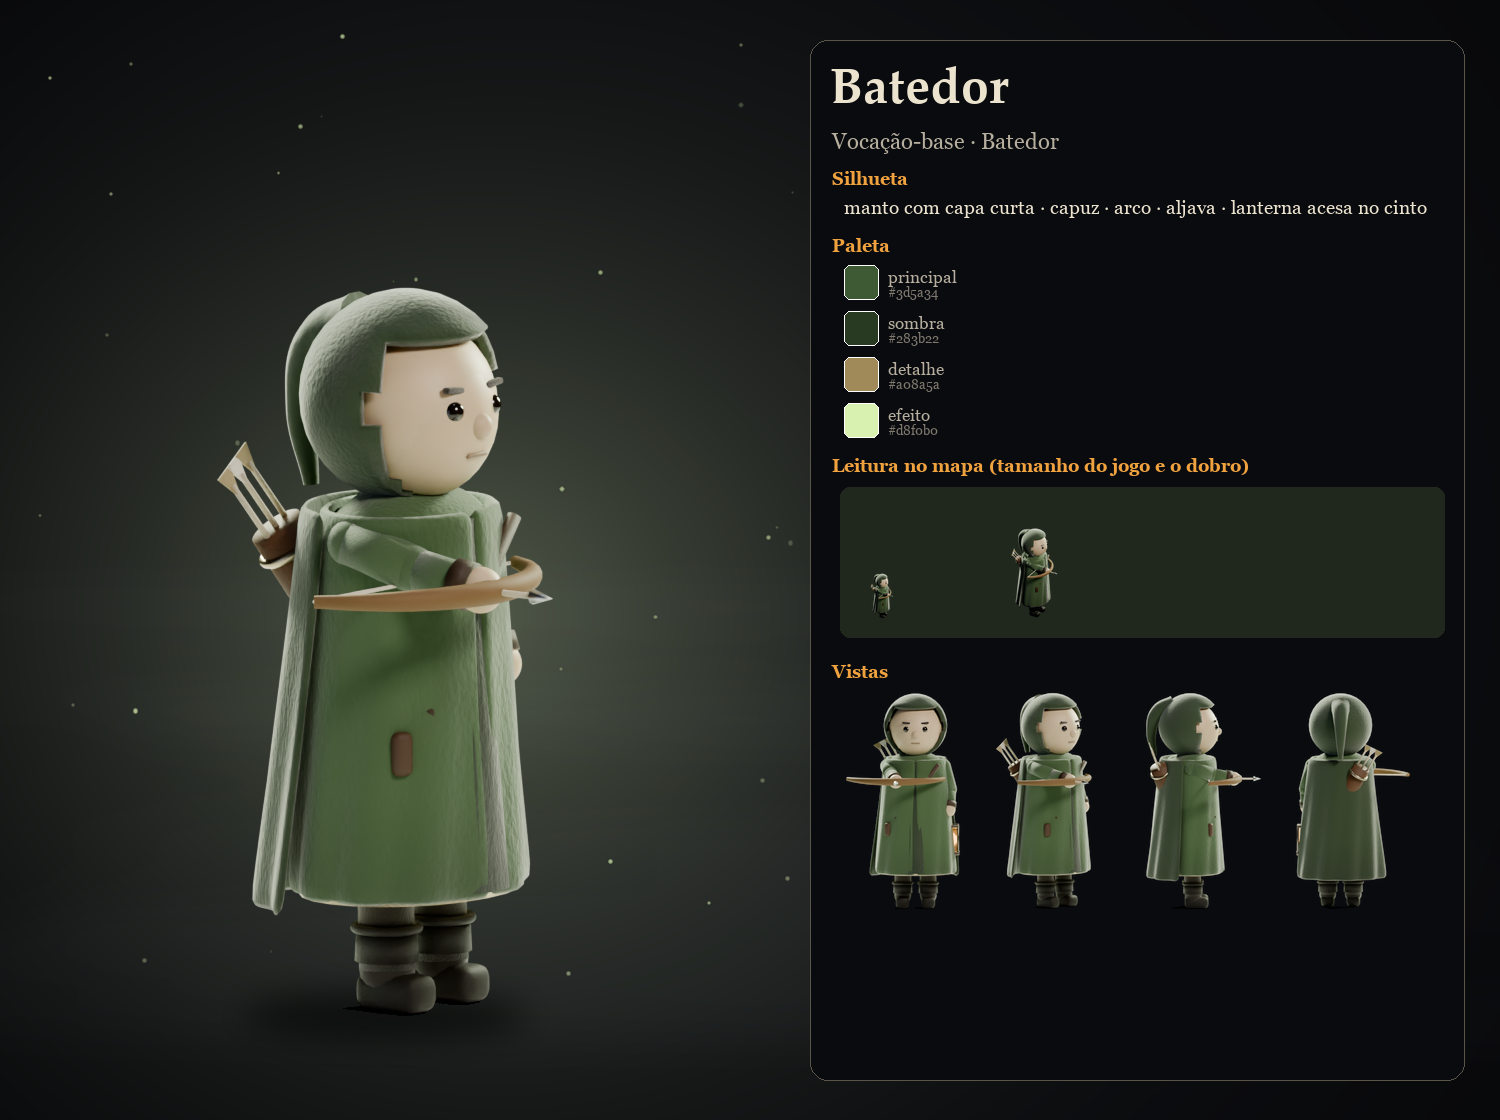 Batedor
Vocação-base · Batedor
Silhueta
manto com capa curta · capuz · arco · aljava · lanterna acesa no cinto
Paleta
principal
#3d5a34
sombra
#283b22
detalhe
#a08a5a
efeito
#d8f0b0
Leitura no mapa (tamanho do jogo e o dobro)
Vistas